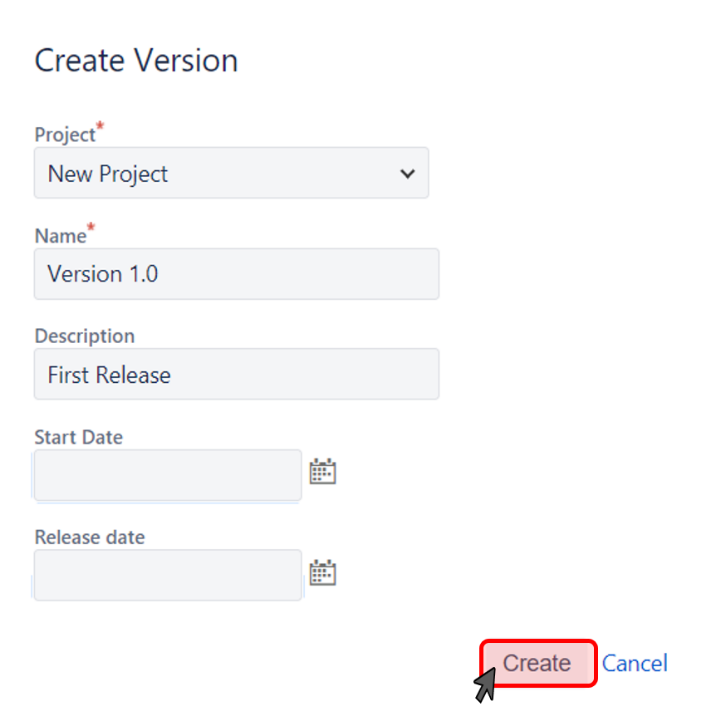 Create Version
Project*
New Project
Name*
Version 1.0
Description
First Release
Start Date
Release date
Create Cancel